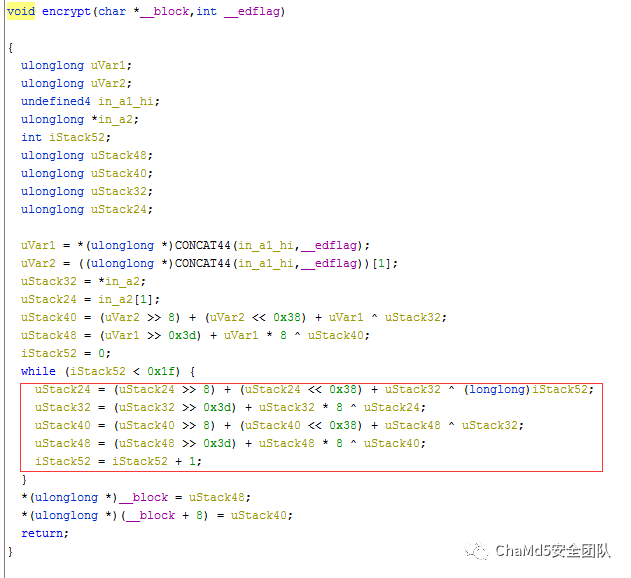 void encrypt(char *__block,int __edflag)
{
ulonglong uVar1;
ulonglong uVar2;
undefined4 in_a1_hi;
ulonglong *in_a2;
int iStack52;
ulonglong uStack48;
ulonglong uStack40;
ulonglong uStack32;
ulonglong uStack24;
uVar1 = *(ulonglong *)CONCAT44(in_a1_hi,__edflag);
uVar2 = ((ulonglong *)CONCAT44(in_a1_hi,__edflag))[1];
uStack32 = *in_a2;
uStack24 = in_a2[1];
uStack40 = (uVar2 >> 8) + (uVar2 << 0x38) + uVar1 ^ uStack32;
uStack48 = (uVar1 >> 0x3d) + uVar1 * 8 ^ uStack40;
iStack52 = 0;
while (iStack52 < 0x1f) {
uStack24 = (uStack24 >> 8) + (uStack24 << 0x38) + uStack32 ^ (longlong)iStack52;
uStack32 = (uStack32 >> 0x3d) + uStack32 * 8 ^ uStack24;
uStack40 = (uStack40 >> 8) + (uStack40 << 0x38) + uStack48 ^ uStack32;
uStack48 = (uStack48 >> 0x3d) + uStack48 * 8 ^ uStack40;
iStack52 = iStack52 + 1;
}
*(ulonglong *)__block = uStack48;
*(ulonglong *)(__block + 8) = uStack40;
return;
}
ChaMd5安全团队